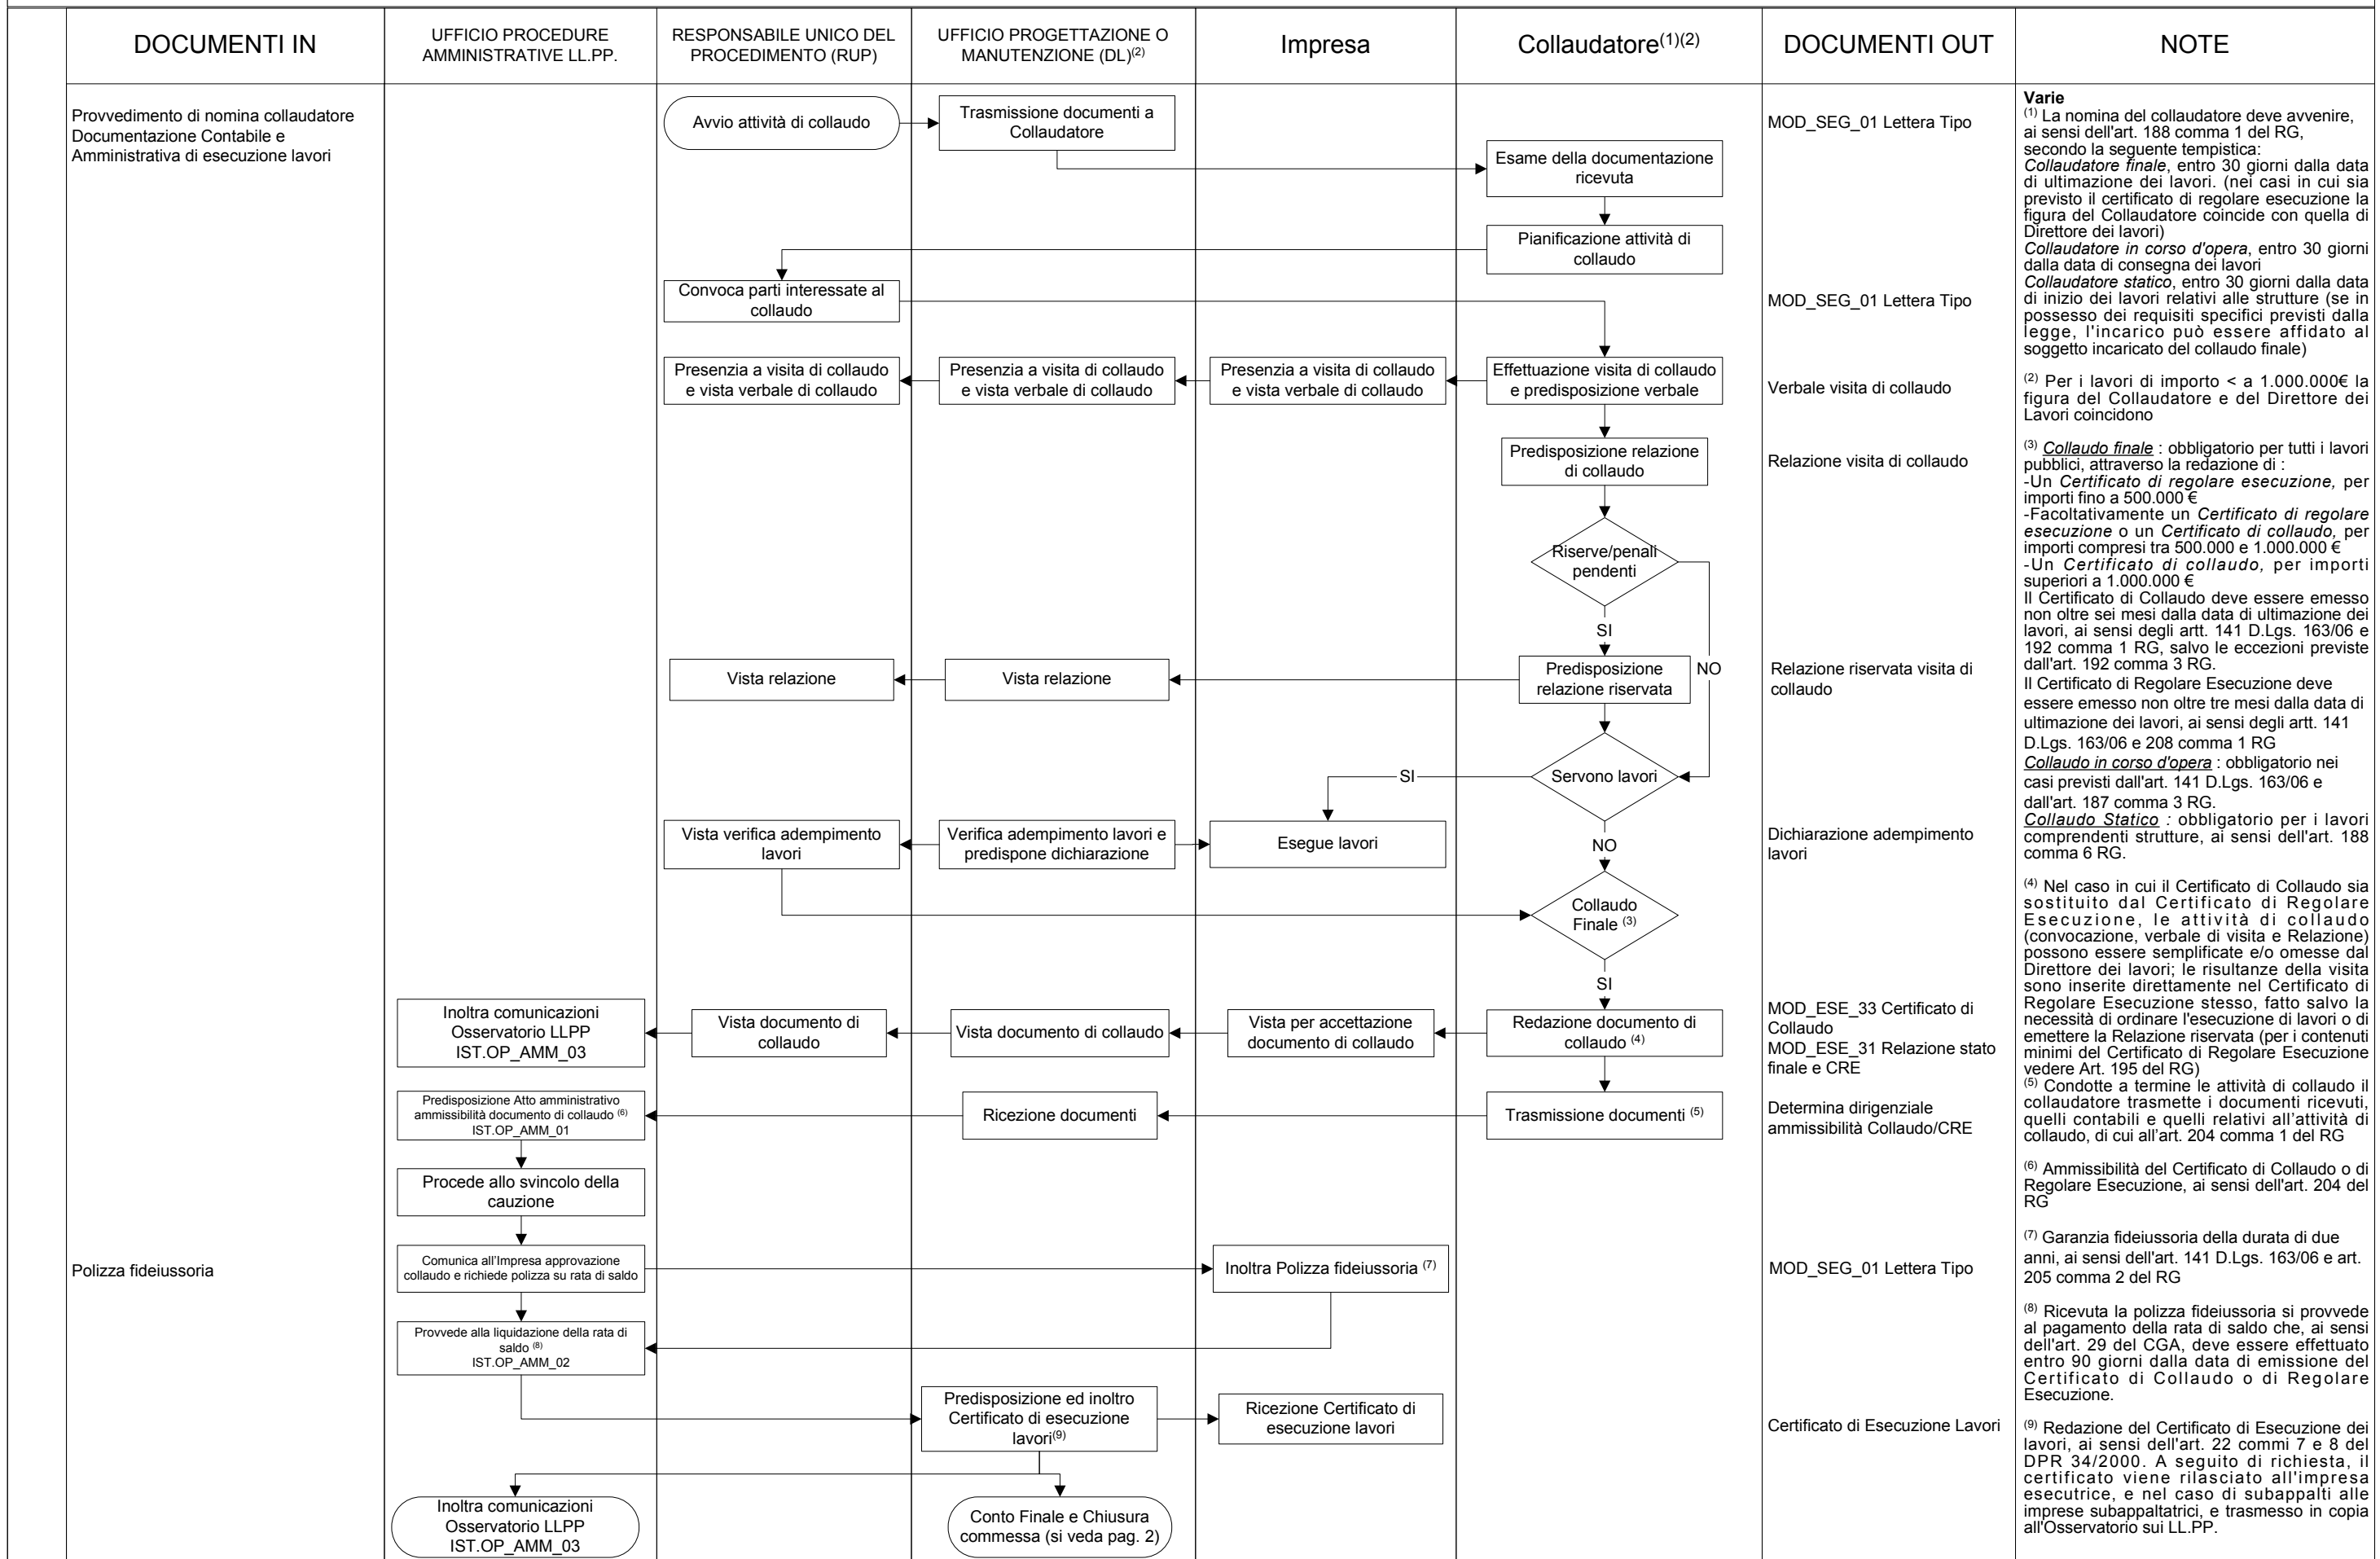 DOCUMENTI IN
UFFICIO PROCEDURE
AMMINISTRATIVE LL.PP.
RESPONSABILE UNICO DEL
PROCEDIMENTO (RUP)
UFFICIO PROGETTAZIONE O
MANUTENZIONE (DL)(2)
Impresa
Collaudatore(1)(2)
DOCUMENTI OUT
NOTE
Provvedimento di nomina collaudatore
Documentazione Contabile e
Amministrativa di esecuzione lavori
Avvio attività di collaudo
Trasmissione documenti a
Collaudatore
MOD_SEG_01 Lettera Tipo
Esame della documentazione
ricevuta
Pianificazione attività di
collaudo
Convoca parti interessate al
collaudo
MOD_SEG_01 Lettera Tipo
Presenzia a visita di collaudo
e vista verbale di collaudo
Presenzia a visita di collaudo
e vista verbale di collaudo
Presenzia a visita di collaudo
e vista verbale di collaudo
Effettuazione visita di collaudo
e predisposizione verbale
Verbale visita di collaudo
Predisposizione relazione
di collaudo
Relazione visita di collaudo
Riserve/penali
pendenti
SI
NO
Vista relazione
Vista relazione
Predisposizione
relazione riservata
Relazione riservata visita di
collaudo
Servono lavori
SI
NO
Vista verifica adempimento
lavori
Verifica adempimento lavori e
predispone dichiarazione
Esegue lavori
Dichiarazione adempimento
lavori
Collaudo
Finale (3)
SI
Inoltra comunicazioni
Osservatorio LLPP
IST.OP_AMM_03
Vista documento di
collaudo
Vista documento di collaudo
Vista per accettazione
documento di collaudo
Redazione documento di
collaudo (4)
MOD_ESE_33 Certificato di
Collaudo
MOD_ESE_31 Relazione stato
finale e CRE
Predisposizione Atto amministrativo
ammissibilità documento di collaudo (6)
IST.OP_AMM_01
Ricezione documenti
Trasmissione documenti (5)
Determina dirigenziale
ammissibilità Collaudo/CRE
Procede allo svincolo della
cauzione
Polizza fideiussoria
Comunica all'Impresa approvazione
collaudo e richiede polizza su rata di saldo
Inoltra Polizza fideiussoria (7)
MOD_SEG_01 Lettera Tipo
Provvede alla liquidazione della rata di
saldo (8)
IST.OP_AMM_02
Predisposizione ed inoltro
Certificato di esecuzione
lavori(9)
Ricezione Certificato di
esecuzione lavori
Certificato di Esecuzione Lavori
Inoltra comunicazioni
Osservatorio LLPP
IST.OP_AMM_03
Conto Finale e Chiusura
commessa (si veda pag. 2)
Varie
(1) La nomina del collaudatore deve avvenire,
ai sensi dell'art. 188 comma 1 del RG,
secondo la seguente tempistica:
Collaudatore finale, entro 30 giorni dalla data
di ultimazione dei lavori. (nei casi in cui sia
previsto il certificato di regolare esecuzione la
figura del Collaudatore coincide con quella di
Direttore dei lavori)
Collaudatore in corso d'opera, entro 30 giorni
dalla data di consegna dei lavori
Collaudatore statico, entro 30 giorni dalla data
di inizio dei lavori relativi alle strutture (se in
possesso dei requisiti specifici previsti dalla
legge, l'incarico può essere affidato al
soggetto incaricato del collaudo finale)
(2) Per i lavori di importo < a 1.000.000€ la
figura del Collaudatore e del Direttore dei
Lavori coincidono
(3) Collaudo finale : obbligatorio per tutti i lavori
pubblici, attraverso la redazione di :
-Un Certificato di regolare esecuzione, per
importi fino a 500.000 €
-Facoltativamente un Certificato di regolare
esecuzione o un Certificato di collaudo, per
importi compresi tra 500.000 e 1.000.000 €
-Un Certificato di collaudo, per importi
superiori a 1.000.000 €
Il Certificato di Collaudo deve essere emesso
non oltre sei mesi dalla data di ultimazione dei
lavori, ai sensi degli artt. 141 D.Lgs. 163/06 e
192 comma 1 RG, salvo le eccezioni previste
dall'art. 192 comma 3 RG.
Il Certificato di Regolare Esecuzione deve
essere emesso non oltre tre mesi dalla data di
ultimazione dei lavori, ai sensi degli artt. 141
D.Lgs. 163/06 e 208 comma 1 RG
Collaudo in corso d'opera : obbligatorio nei
casi previsti dall'art. 141 D.Lgs. 163/06 e
dall'art. 187 comma 3 RG.
Collaudo Statico : obbligatorio per i lavori
comprendenti strutture, ai sensi dell'art. 188
comma 6 RG.
(4) Nel caso in cui il Certificato di Collaudo sia
sostituito dal Certificato di Regolare
Esecuzione, le attività di collaudo
(convocazione, verbale di visita e Relazione)
possono essere semplificate e/o omesse dal
Direttore dei lavori; le risultanze della visita
sono inserite direttamente nel Certificato di
Regolare Esecuzione stesso, fatto salvo la
necessità di ordinare l'esecuzione di lavori o di
emettere la Relazione riservata (per i contenuti
minimi del Certificato di Regolare Esecuzione
vedere Art. 195 del RG)
(5) Condotte a termine le attività di collaudo il
collaudatore trasmette i documenti ricevuti,
quelli contabili e quelli relativi all'attività di
collaudo, di cui all'art. 204 comma 1 del RG
(6) Ammissibilità del Certificato di Collaudo o di
Regolare Esecuzione, ai sensi dell'art. 204 del
RG
(7) Garanzia fideiussoria della durata di due
anni, ai sensi dell'art. 141 D.Lgs. 163/06 e art.
205 comma 2 del RG
(8) Ricevuta la polizza fideiussoria si provvede
al pagamento della rata di saldo che, ai sensi
dell'art. 29 del CGA, deve essere effettuato
entro 90 giorni dalla data di emissione del
Certificato di Collaudo o di Regolare
Esecuzione.
(9) Redazione del Certificato di Esecuzione dei
lavori, ai sensi dell'art. 22 commi 7 e 8 del
DPR 34/2000. A seguito di richiesta, il
certificato viene rilasciato all'impresa
esecutrice, e nel caso di subappalti alle
imprese subappaltatrici, e trasmesso in copia
all'Osservatorio sui LL.PP.